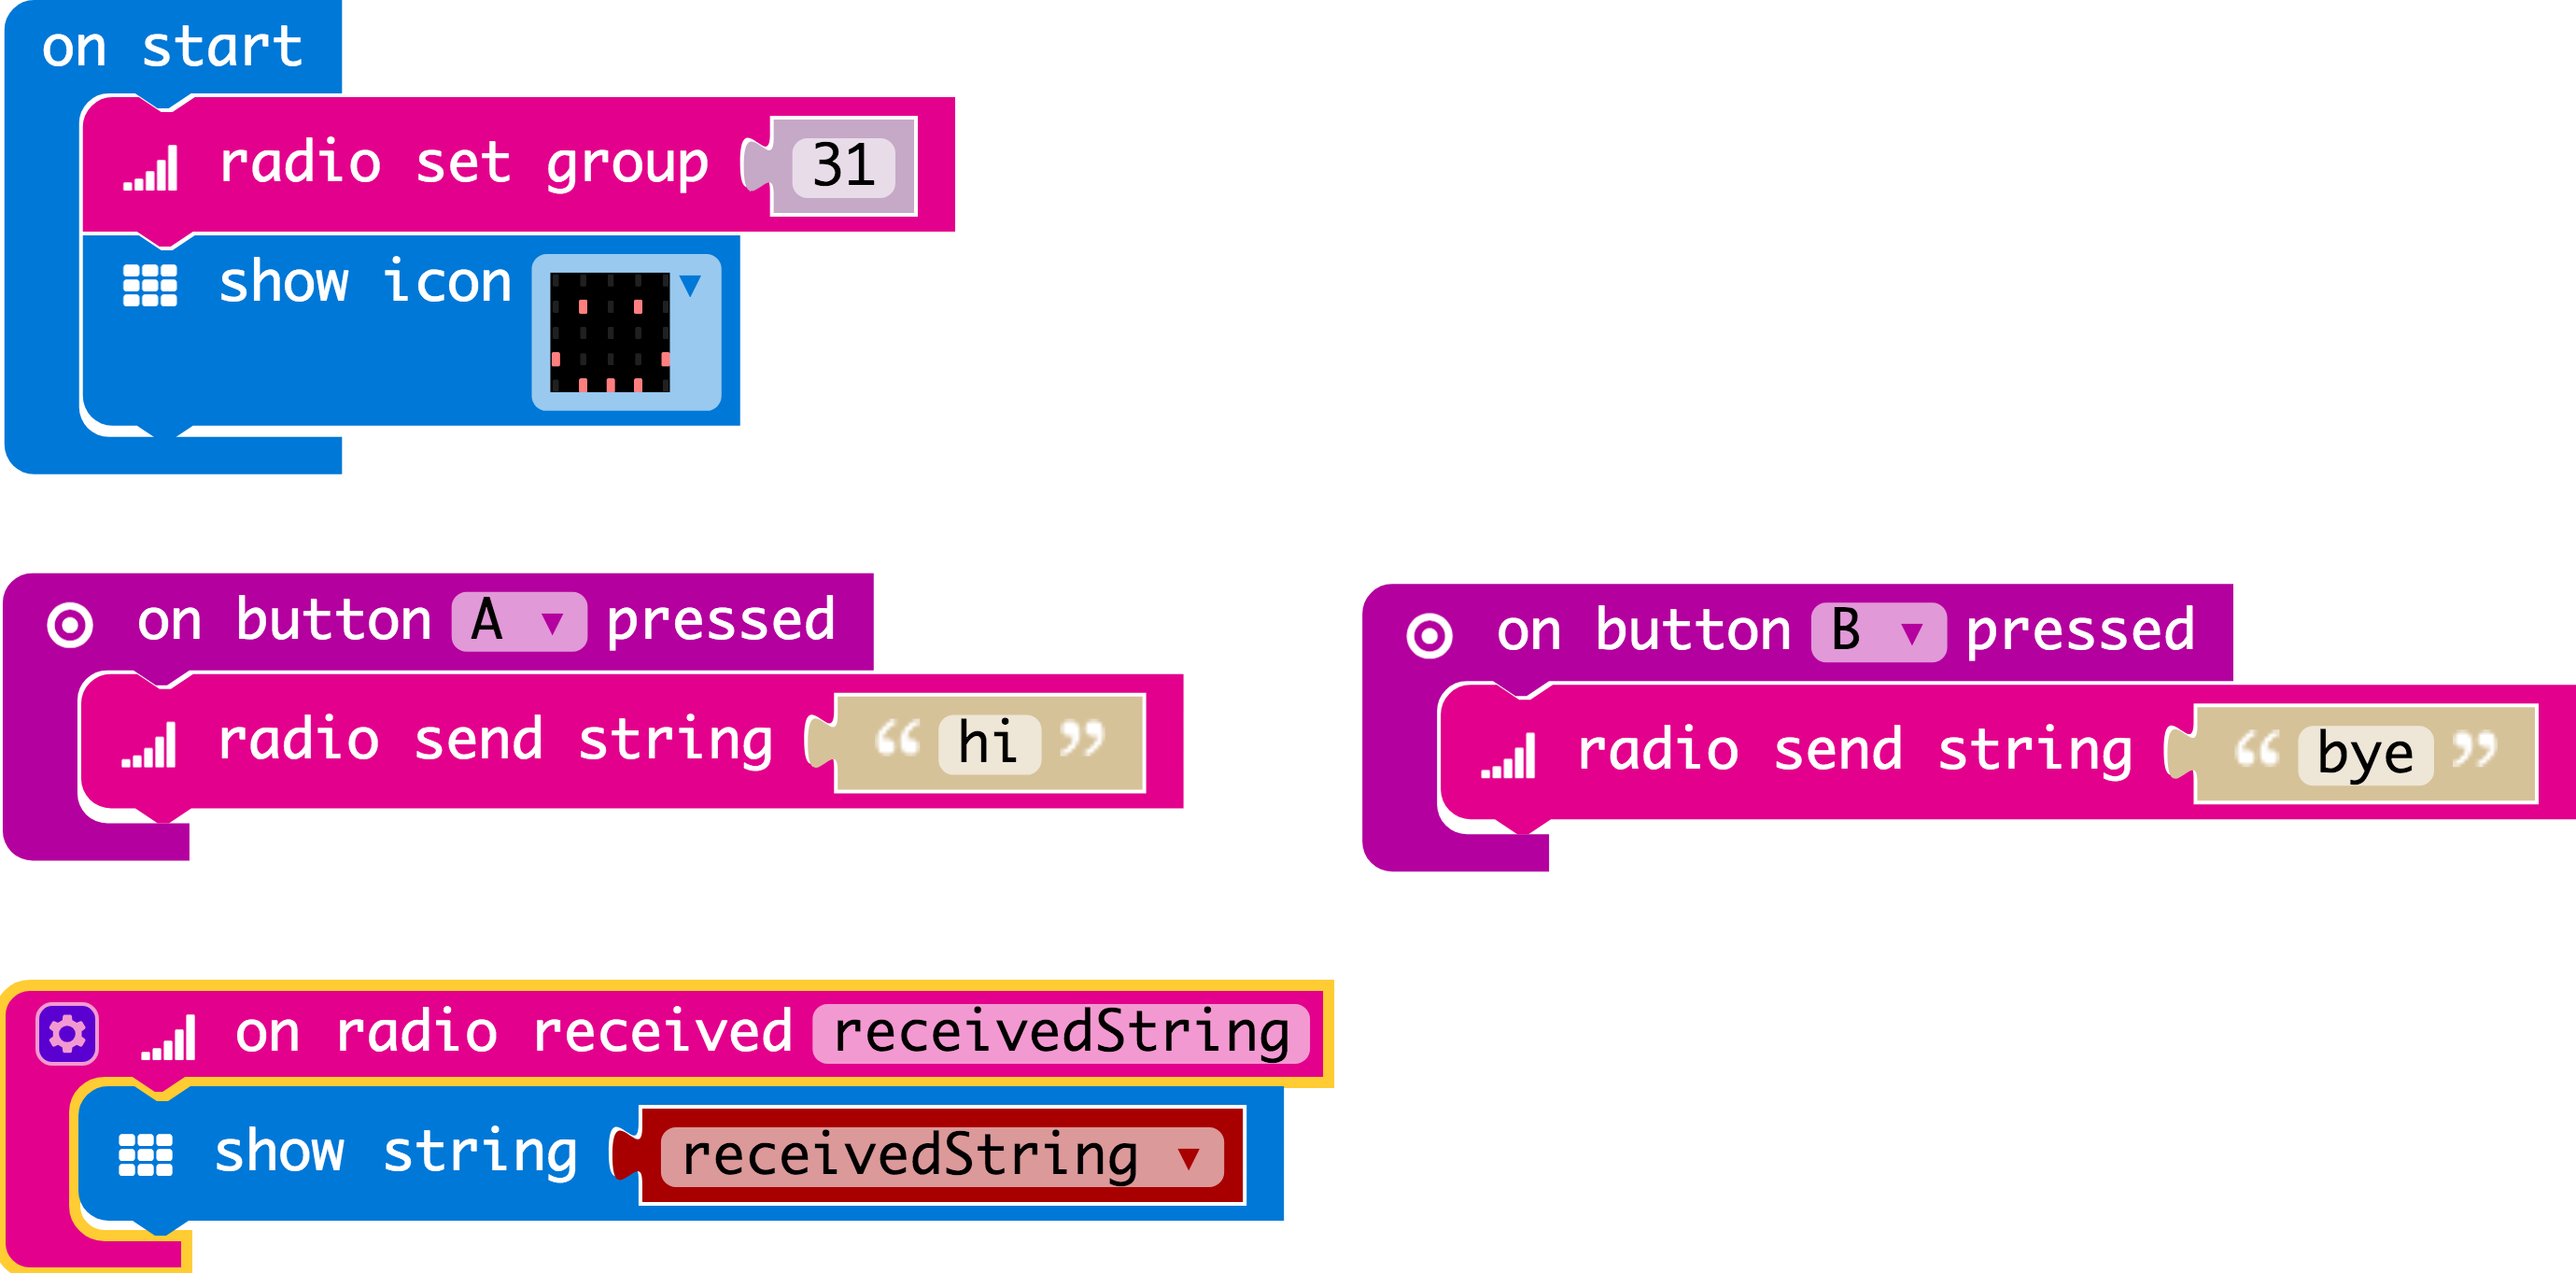 on start
radio set group 31
show icon
on button A pressed
radio send string “ hi ”
on button B pressed
radio send string “ bye ”
on radio received receivedString
show string receivedString